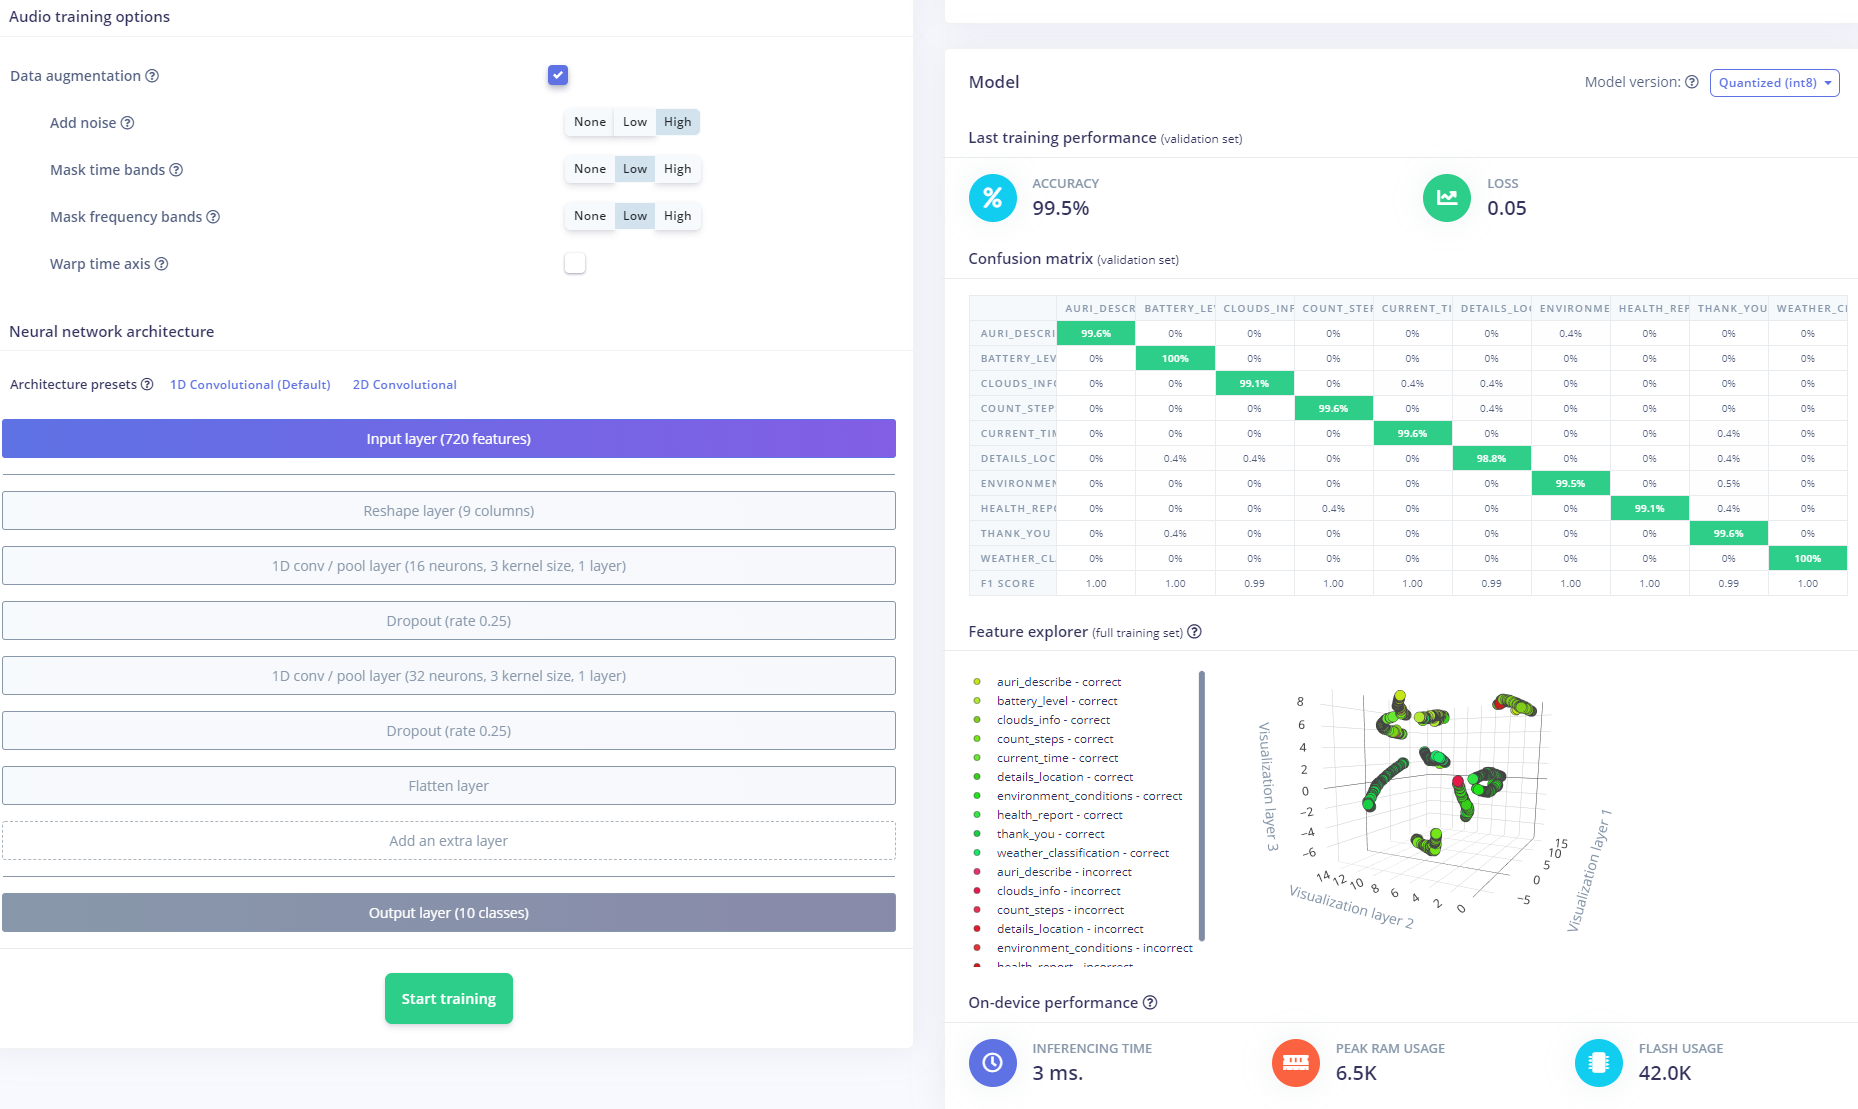 Audio training options
Data augmentation
Add noise
None Low High
Mask time bands
None Low High
Mask frequency bands
None Low High
Warp time axis
Neural network architecture
Architecture presets 1D Convolutional (Default) 2D Convolutional
Input layer (720 features)
Reshape layer (9 columns)
1D conv / pool layer (16 neurons, 3 kernel size, 1 layer)
Dropout (rate 0.25)
1D conv / pool layer (32 neurons, 3 kernel size, 1 layer)
Dropout (rate 0.25)
Flatten layer
Add an extra layer
Output layer (10 classes)
Start training
Model
Model version: Quantized (int8)
Last training performance (validation set)
% ACCURACY
99.5%
LOSS
0.05
Confusion matrix (validation set)
AURI_DESCR BATTERY_LE CLOUDS_INF COUNT_STE CURRENT_TI DETAILS_LO ENVIRONME HEALTH_REP THANK_YOU WEATHER_C
AURI_DESCRI 99.6% 0% 0% 0% 0% 0% 0.4% 0% 0% 0%
BATTERY_LEV 0% 100% 0% 0% 0% 0% 0% 0% 0% 0%
CLOUDS_INF 0% 0% 99.1% 0% 0.4% 0.4% 0% 0% 0% 0%
COUNT_STEP 0% 0% 0% 99.6% 0% 0.4% 0% 0% 0% 0%
CURRENT_TI 0% 0% 0% 0% 99.6% 0% 0% 0% 0.4% 0%
DETAILS_LOC 0% 0.4% 0.4% 0% 0% 98.8% 0% 0% 0.4% 0%
ENVIRONME 0% 0% 0% 0% 0% 0% 99.5% 0% 0.5% 0%
HEALTH_REP 0% 0% 0% 0.4% 0% 0% 0% 99.1% 0.4% 0%
THANK_YOU 0% 0.4% 0% 0% 0% 0% 0% 0% 99.6% 0%
WEATHER_CL 0% 0% 0% 0% 0% 0% 0% 0% 0% 100%
F1 SCORE 1.00 1.00 0.99 1.00 1.00 0.99 1.00 1.00 0.99 1.00
Feature explorer (full training set)
auri_describe - correct
battery_level - correct
clouds_info - correct
count_steps - correct
current_time - correct
details_location - correct
environment_conditions - correct
health_report - correct
thank_you - correct
weather_classification - correct
auri_describe - incorrect
clouds_info - incorrect
count_steps - incorrect
details_location - incorrect
environment_conditions - incorrect
health_report - incorrect
8
6
4
2
0
−2
−4
−6
Visualization layer 3
14 12 10 8 6 4 2 0
Visualization layer 2
15
10
5
0
−5
Visualization layer 1
On-device performance
INFERENCING TIME
3 ms.
PEAK RAM USAGE
6.5K
FLASH USAGE
42.0K